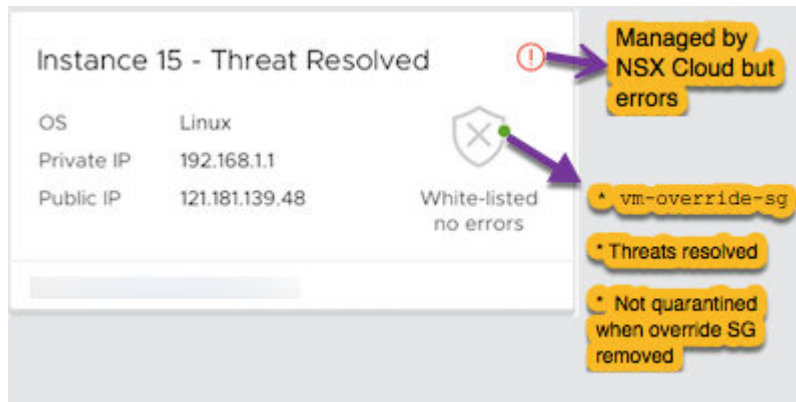 Instance 15 - Threat Resolved
Managed by
NSX Cloud but
errors
OS Linux
Private IP 192.168.1.1
Public IP 121.181.139.48
White-listed
no errors
* vm-override-sg
* Threats resolved
* Not quarantined
when override SG
removed